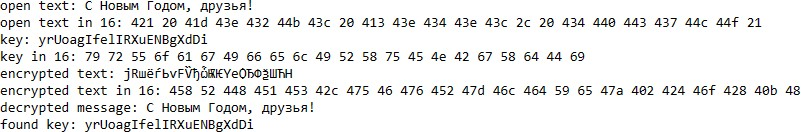 open text: С Новым Годом, друзья!
open text in 16: 421 20 41d 43e 432 44b 43c 20 413 43e 434 43e 43c 2c 20 434 440 443 437 44c 44f 21
key: yrUoagIfelIRXuENBgXdDi
key in 16: 79 72 55 6f 61 67 49 66 65 6c 49 52 58 75 45 4e 42 67 58 64 44 69
encrypted text: јRшёѓЬѵFѶђѽѬѤYeѺЂФѯШЋH
encrypted text in 16: 458 52 448 451 453 42c 475 46 476 452 47d 46c 464 59 65 47a 402 424 46f 428 40b 48
decrypted message: С Новым Годом, друзья!
found key: yrUoagIfelIRXuENBgXdDi